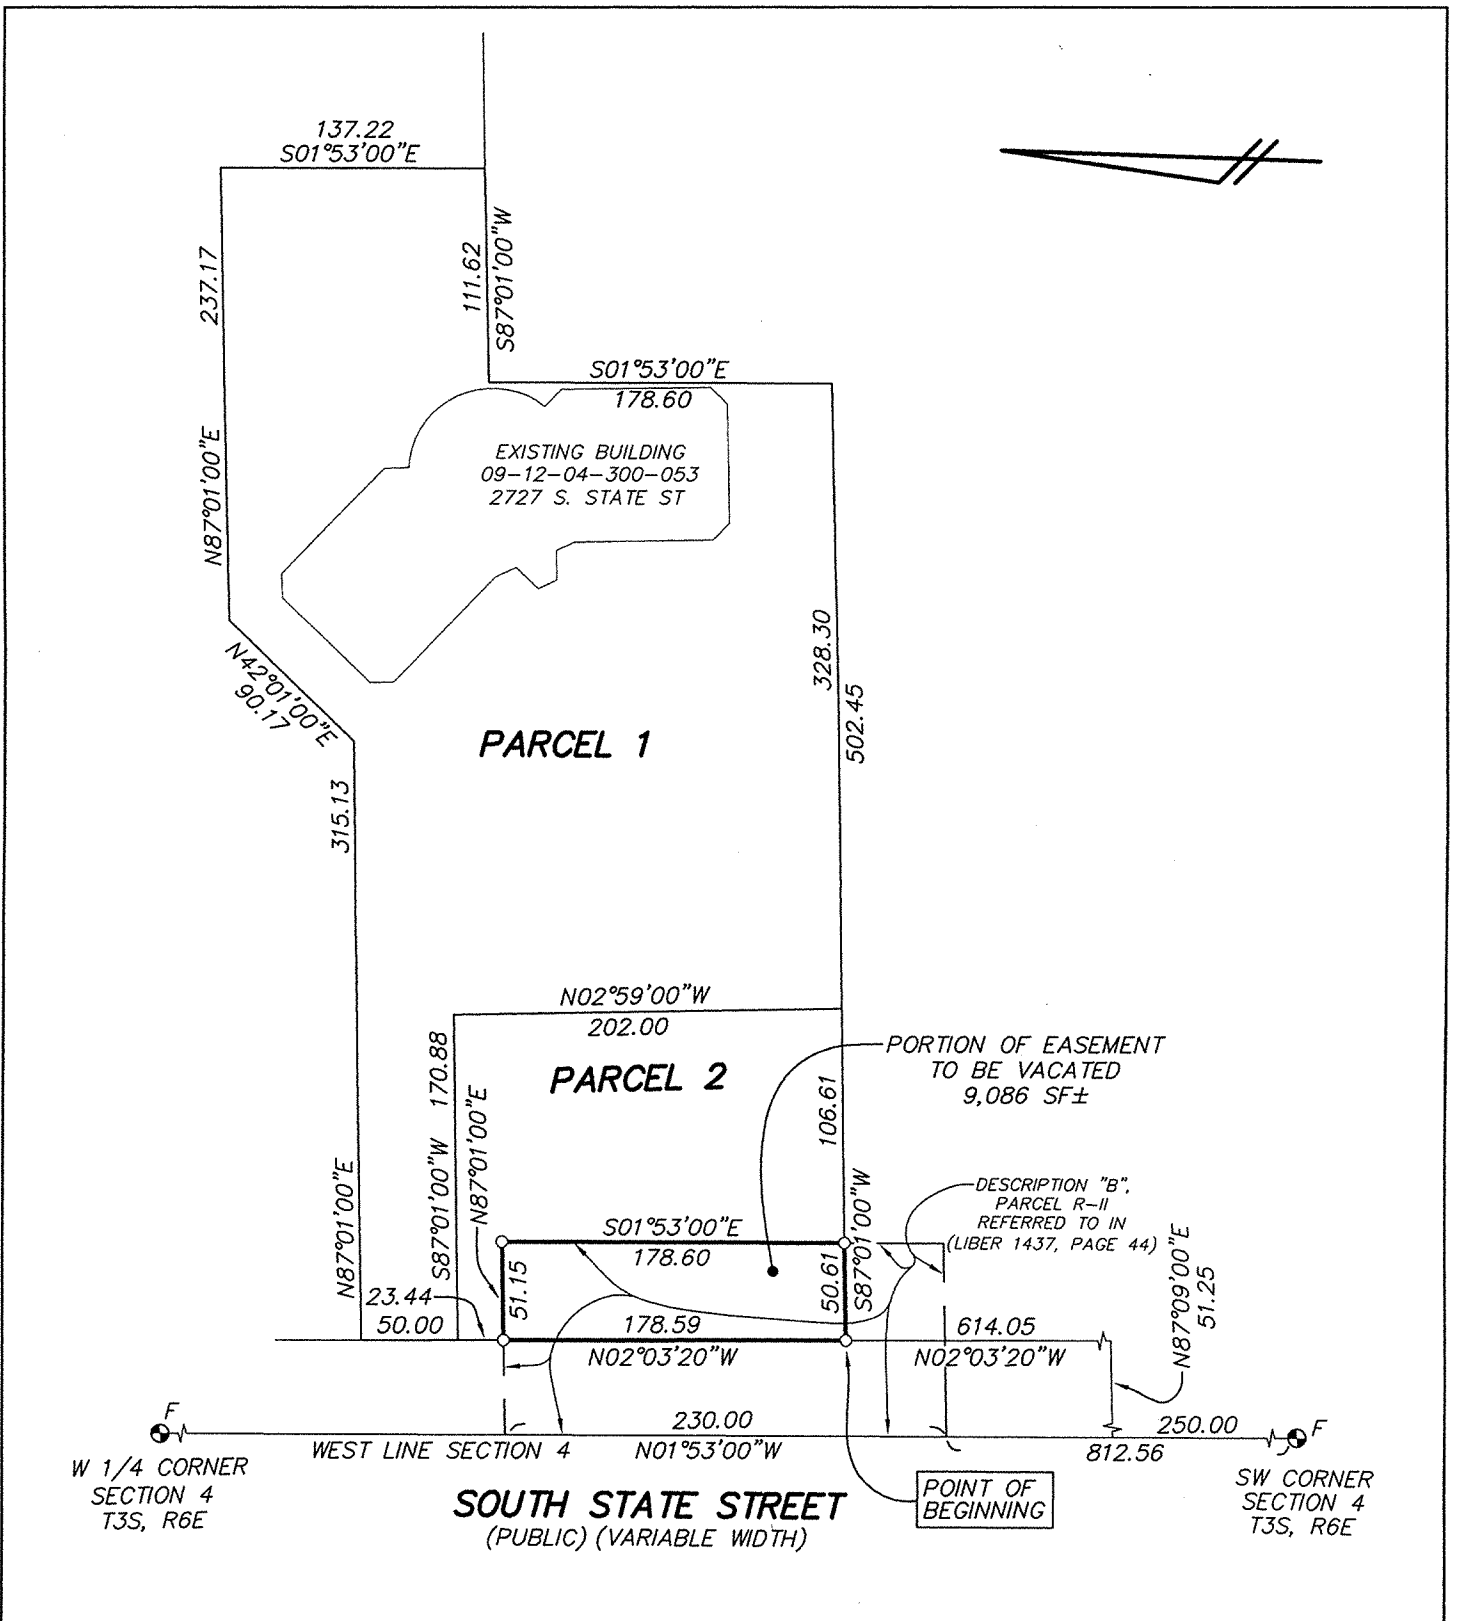 137.22
S01°53'00"E
237.17
N87°01'00"E
111.62
S87°01'00"W
S01°53'00"E
178.60
EXISTING BUILDING
09-12-04-300-053
2727 S. STATE ST
N42°01'00"E
90.17
328.30
502.45
PARCEL 1
315.13
N87°01'00"E
N02°59'00"W
202.00
PARCEL 2
S87°01'00"W 170.88
N87°01'00"E
106.61
PORTION OF EASEMENT
TO BE VACATED
9,086 SF±
DESCRIPTION "B",
PARCEL R-II
REFERRED TO IN
(LIBER 1437, PAGE 44)
S01°53'00"E
178.60
51.15
50.61
S87°01'00"W
N87°09'00"E
51.25
23.44
50.00
178.59
N02°03'20"W
614.05
N02°03'20"W
F
WEST LINE SECTION 4
230.00
N01°53'00"W
250.00
812.56
F
W 1/4 CORNER
SECTION 4
T3S, R6E
SOUTH STATE STREET
(PUBLIC) (VARIABLE WIDTH)
POINT OF
BEGINNING
SW CORNER
SECTION 4
T3S, R6E